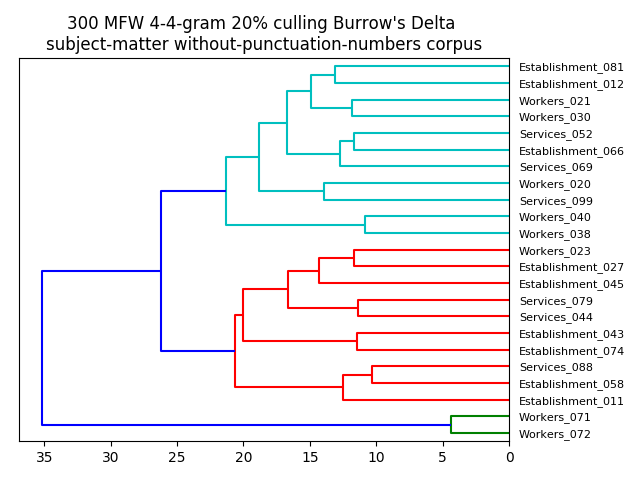 300 MFW 4-4-gram 20% culling Burrow's Delta
subject-matter without-punctuation-numbers corpus
Establishment_081
Establishment_012
Workers_021
Workers_030
Services_052
Establishment_066
Services_069
Workers_020
Services_099
Workers_040
Workers_038
Workers_023
Establishment_027
Establishment_045
Services_079
Services_044
Establishment_043
Establishment_074
Services_088
Establishment_058
Establishment_011
Workers_071
Workers_072
35 30 25 20 15 10 5 0